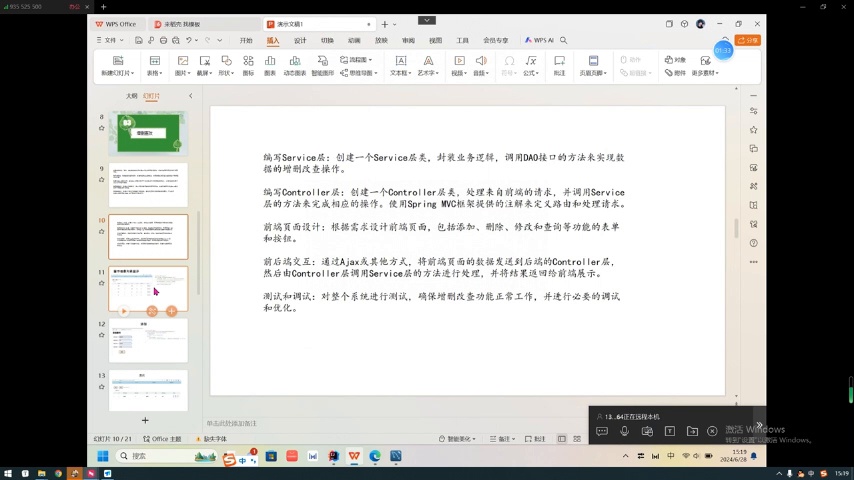 935 525 500
WPS Office
未稻壳 找模板
演示文稿1
文件
开始
插入
设计
切换
动画
放映
审阅
视图
工具
会员专享
WPS AI
分享
01:33
新建幻灯片
表格
图片
截屏
形状
图标
图表
动态图表
智能图形
流程图
思维导图
文本框
艺术字
视频
音频
符号
公式
批注
页眉页脚
动作
超链接
对象
附件
更多素材
大纲
幻灯片
8
增删查改
9
10
11
12
13
编写Service层：创建一个Service层类，封装业务逻辑，调用DAO接口的方法来实现数
据的增删改查操作。
编写Controller层：创建一个Controller层类，处理来自前端的请求，并调用Service
层的方法来完成相应的操作。使用Spring MVC框架提供的注解来定义路由和处理请求。
前端页面设计：根据需求设计前端页面，包括添加、删除、修改和查询等功能的表单
和按钮。
前后端交互：通过Ajax或其他方式，将前端页面的数据发送到后端的Controller层，
然后由Controller层调用Service层的方法进行处理，并将结果返回给前端展示。
测试和调试：对整个系统进行测试，确保增删改查功能正常工作，并进行必要的调试
和优化。
单击此处添加备注
13...64正在远程本机
激活 Windows
转到"设置"以激活 Windows。
幻灯片 10 / 21
Office 主题
缺失字体
智能美化
备注
批注
搜索
中
15:19
2024/6/28
中
15:19